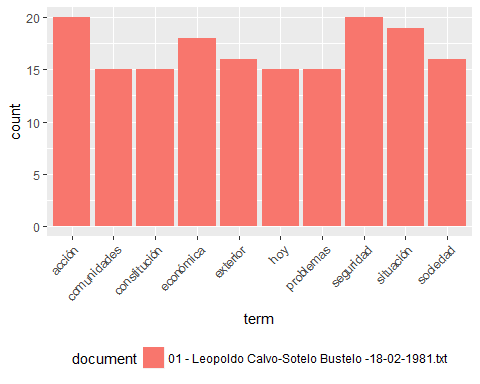 20
15
10
5
0
count
acción
comunidades
constitución
económica
exterior
hoy
problemas
seguridad
situación
sociedad
term
document 01 - Leopoldo Calvo-Sotelo Bustelo -18-02-1981.txt